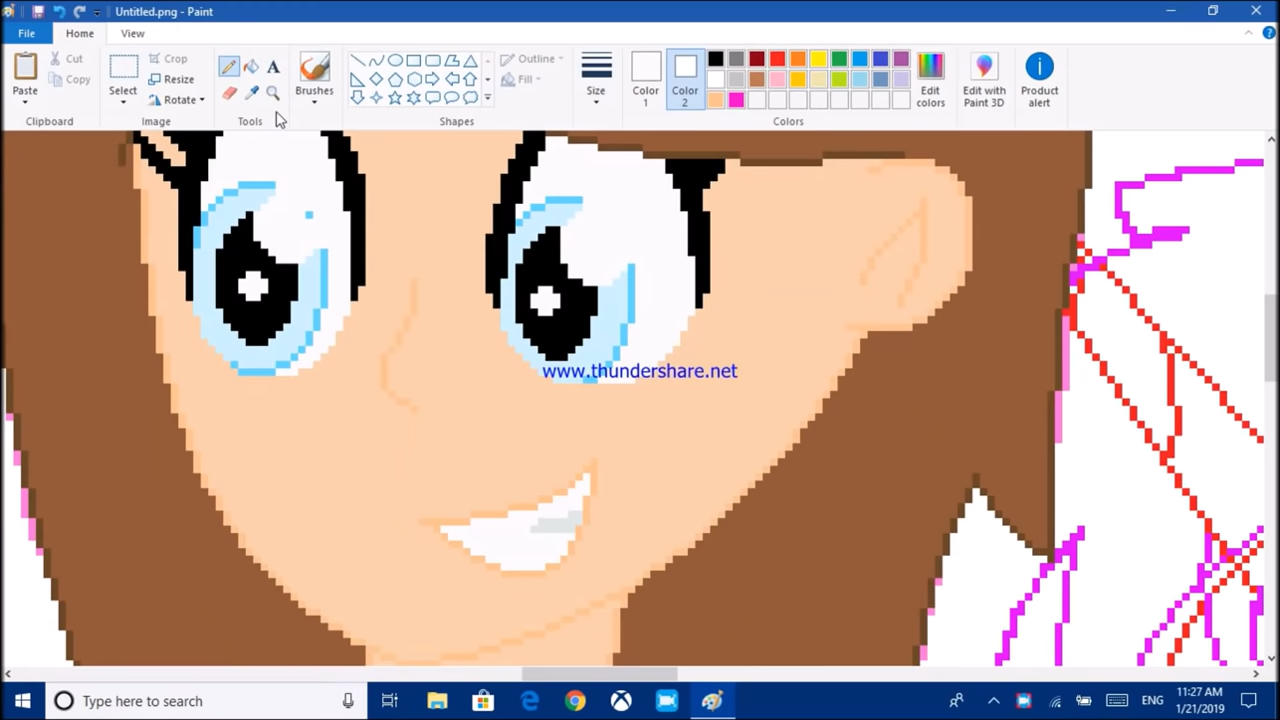 Untitled.png - Paint
File
Home
View
Paste
Cut
Copy
Clipboard
Select
Crop
Resize
Rotate
Image
A
Tools
Brushes
Outline
Fill
Shapes
Size
Color 1
Color 2
Edit colors
Colors
Edit with Paint 3D
Product alert
www.thundershare.net
Type here to search
ENG
11:27 AM
1/21/2019